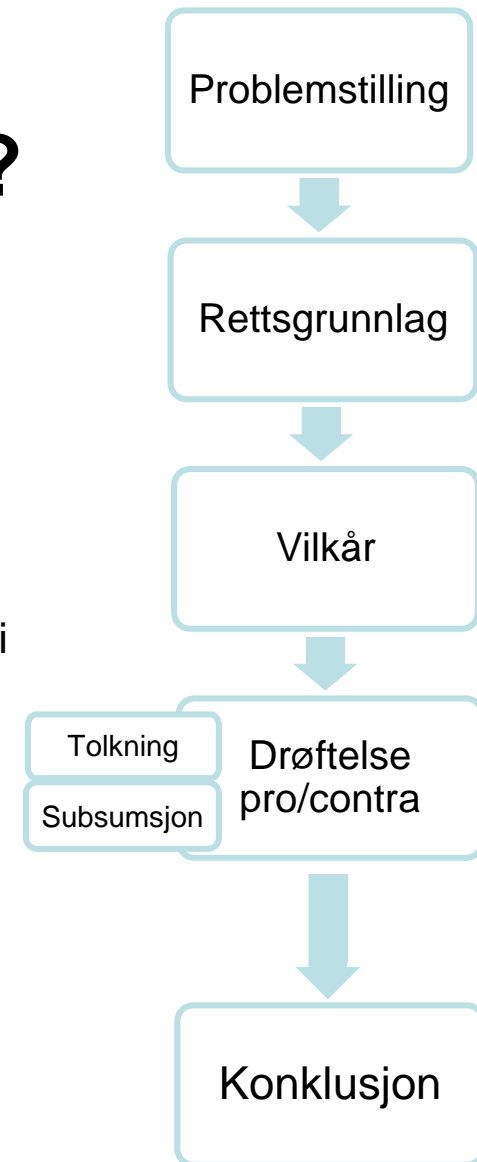 Problemstilling
?
Rettsgrunnlag
Vilkår
i
Tolkning
Subsumsjon
Drøftelse
pro/contra
Konklusjon